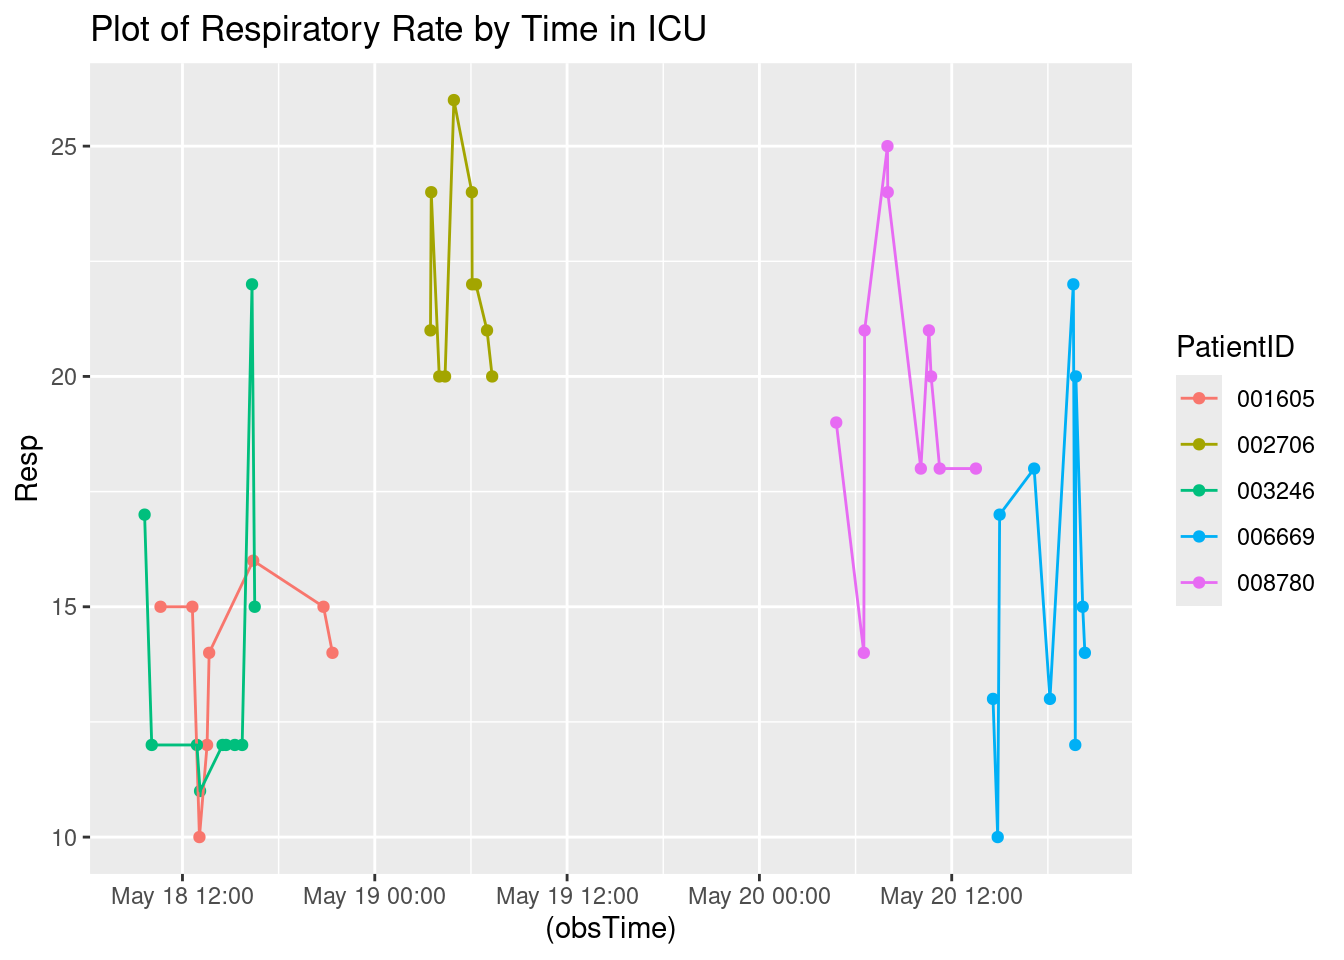 Plot of Respiratory Rate by Time in ICU
Resp
25
20
15
10
May 18 12:00
May 19 00:00
May 19 12:00
May 20 00:00
May 20 12:00
(obsTime)
PatientID
001605
002706
003246
006669
008780